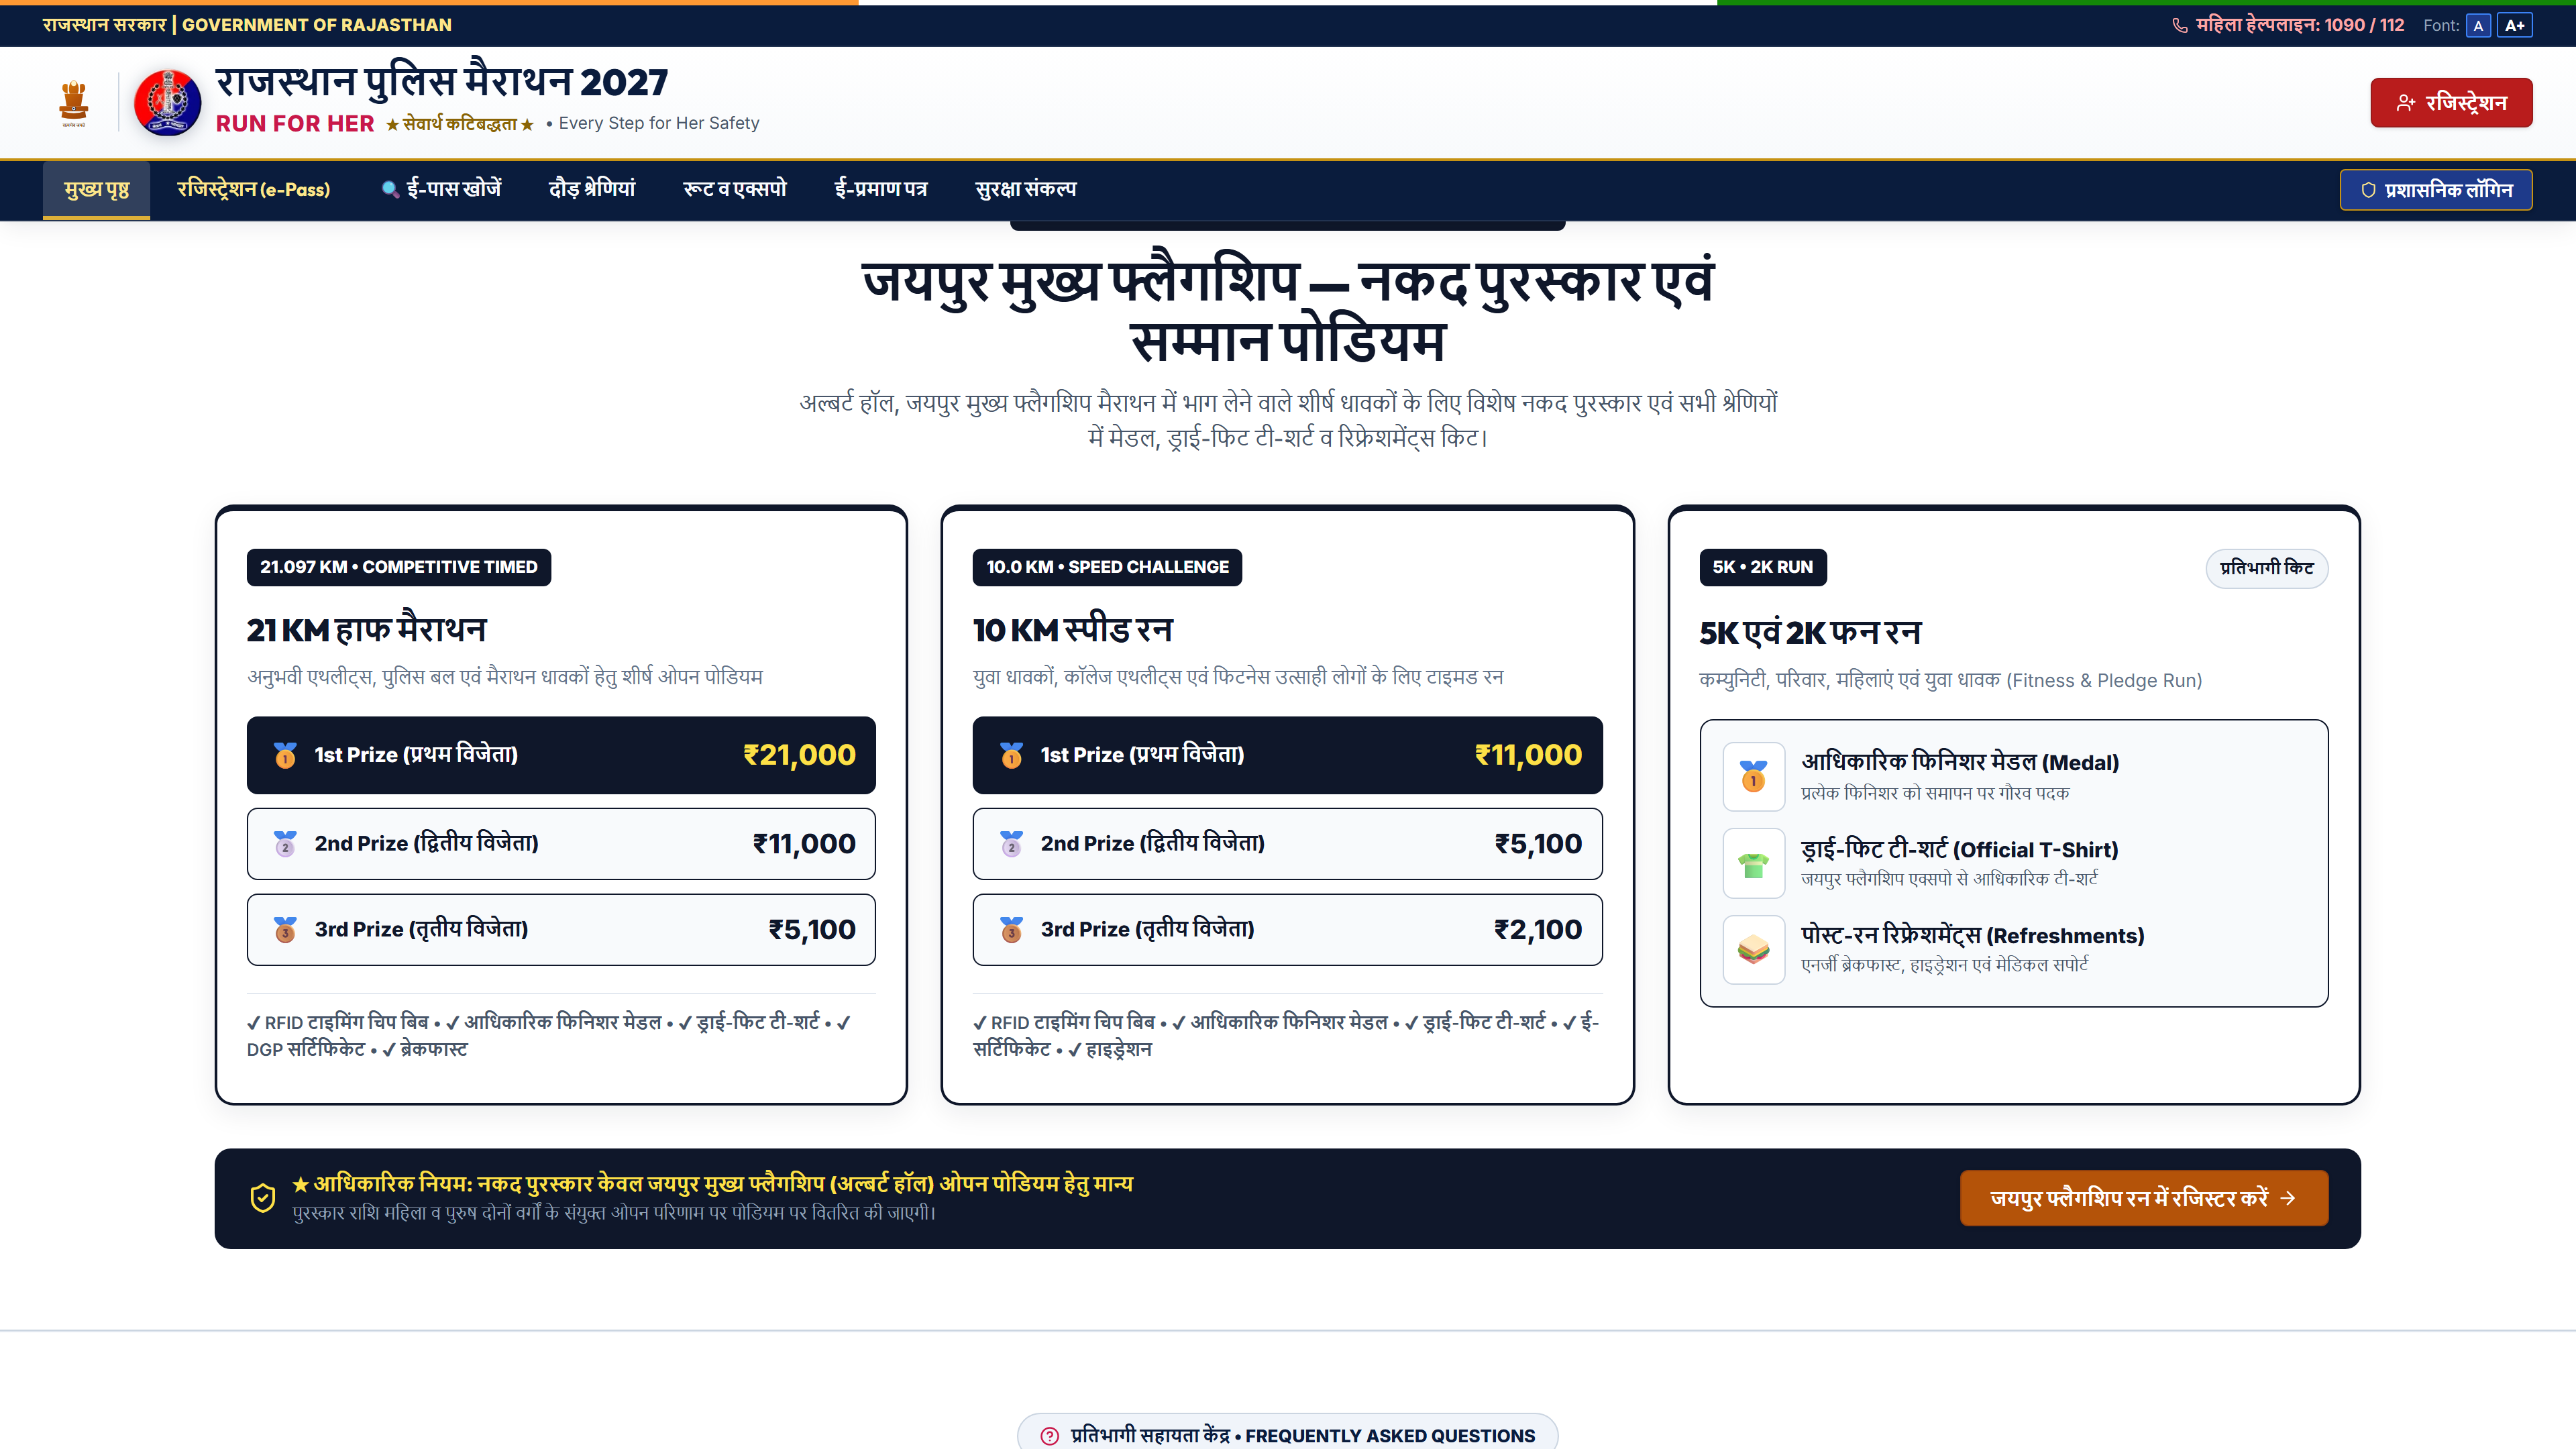 राजस्थान सरकार | GOVERNMENT OF RAJASTHAN
महिला हेल्पलाइन: 1090 / 112 Font: A A+
राजस्थान पुलिस मैराथन 2027
RUN FOR HER ★ सेवार्थ कटिबद्धता ★ • Every Step for Her Safety
रजिस्ट्रेशन
मुख्य पृष्ठ रजिस्ट्रेशन (e-Pass) ई-पास खोजें दौड़ श्रेणियां रूट व एक्सपो ई-प्रमाण पत्र सुरक्षा संकल्प प्रशासनिक लॉगिन
जयपुर मुख्य फ्लैगशिप — नकद पुरस्कार एवं
सम्मान पोडियम
अल्बर्ट हॉल, जयपुर मुख्य फ्लैगशिप मैराथन में भाग लेने वाले शीर्ष धावकों के लिए विशेष नकद पुरस्कार एवं सभी श्रेणियों
में मेडल, ड्राई-फिट टी-शर्ट व रिफ्रेशमेंट्स किट।
21.097 KM • COMPETITIVE TIMED
21 KM हाफ मैराथन
अनुभवी एथलीट्स, पुलिस बल एवं मैराथन धावकों हेतु शीर्ष ओपन पोडियम
1st Prize (प्रथम विजेता) ₹21,000
2nd Prize (द्वितीय विजेता) ₹11,000
3rd Prize (तृतीय विजेता) ₹5,100
✓ RFID टाइमिंग चिप बिब • ✓ आधिकारिक फिनिशर मेडल • ✓ ड्राई-फिट टी-शर्ट • ✓
DGP सर्टिफिकेट • ✓ ब्रेकफास्ट
10.0 KM • SPEED CHALLENGE
10 KM स्पीड रन
युवा धावकों, कॉलेज एथलीट्स एवं फिटनेस उत्साही लोगों के लिए टाइमड रन
1st Prize (प्रथम विजेता) ₹11,000
2nd Prize (द्वितीय विजेता) ₹5,100
3rd Prize (तृतीय विजेता) ₹2,100
✓ RFID टाइमिंग चिप बिब • ✓ आधिकारिक फिनिशर मेडल • ✓ ड्राई-फिट टी-शर्ट • ✓ ई-
सर्टिफिकेट • ✓ हाइड्रेशन
5K • 2K RUN प्रतिभागी किट
5K एवं 2K फन रन
कम्युनिटी, परिवार, महिलाएं एवं युवा धावक (Fitness & Pledge Run)
आधिकारिक फिनिशर मेडल (Medal)
प्रत्येक फिनिशर को समापन पर गौरव पदक
ड्राई-फिट टी-शर्ट (Official T-Shirt)
जयपुर फ्लैगशिप एक्सपो से आधिकारिक टी-शर्ट
पोस्ट-रन रिफ्रेशमेंट्स (Refreshments)
एनर्जी ब्रेकफास्ट, हाइड्रेशन एवं मेडिकल सपोर्ट
★ आधिकारिक नियम: नकद पुरस्कार केवल जयपुर मुख्य फ्लैगशिप (अल्बर्ट हॉल) ओपन पोडियम हेतु मान्य
पुरस्कार राशि महिला व पुरुष दोनों वर्गों के संयुक्त ओपन परिणाम पर पोडियम पर वितरित की जाएगी।
जयपुर फ्लैगशिप रन में रजिस्टर करें →
प्रतिभागी सहायता केंद्र • FREQUENTLY ASKED QUESTIONS